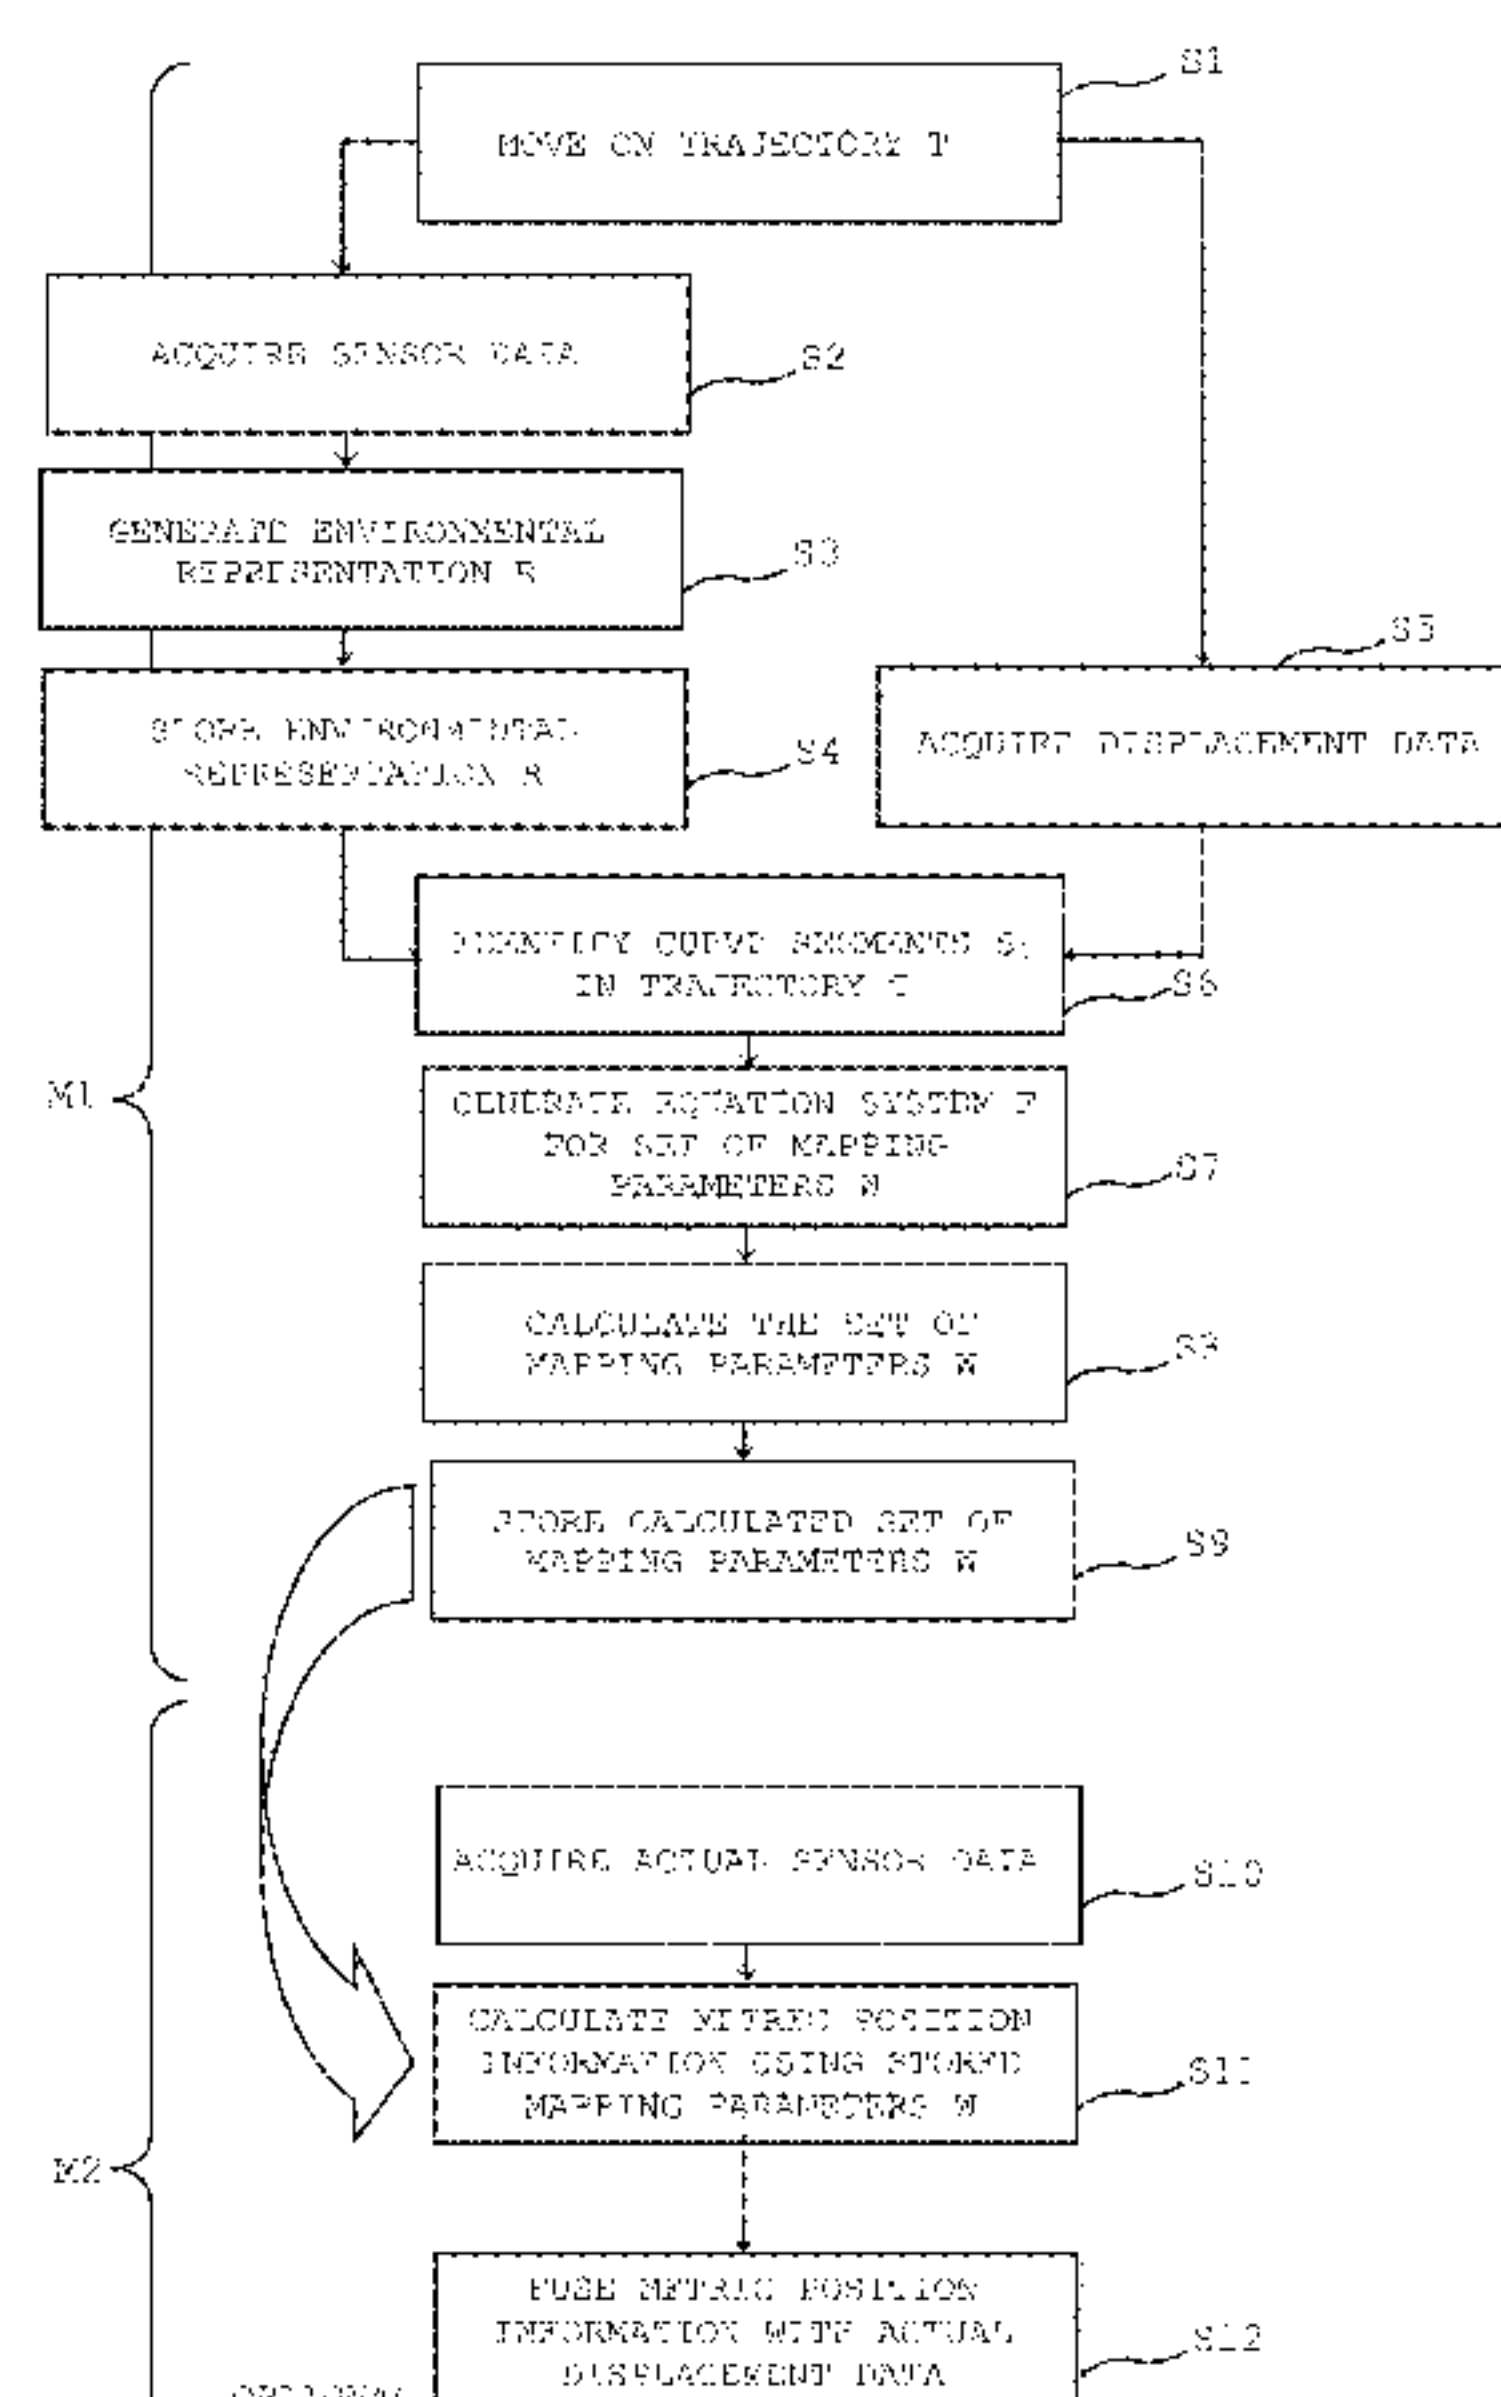 S1
MOVE ON TRAJECTORY T
ACQUIRE SENSOR DATA
S2
GENERATE ENVIRONMENTAL
REPRESENTATION R
S3
STORE ENVIRONMENTAL
REPRESENTATION R
S4
S5
ACQUIRE DISPLACEMENT DATA
IDENTIFY CURVE SEGMENTS Si
IN TRAJECTORY T
S6
M1
GENERATE EQUATION SYSTEM F
FOR SET OF MAPPING
PARAMETERS W
S7
CALCULATE THE SET OF
MAPPING PARAMETERS W
S8
STORE CALCULATED SET OF
MAPPING PARAMETERS W
S9
ACQUIRE ACTUAL SENSOR DATA
S10
CALCULATE METRIC POSITION
INFORMATION USING STORED
MAPPING PARAMETERS W
S11
M2
FUSE METRIC POSITION
INFORMATION WITH ACTUAL
DISPLACEMENT DATA
S12